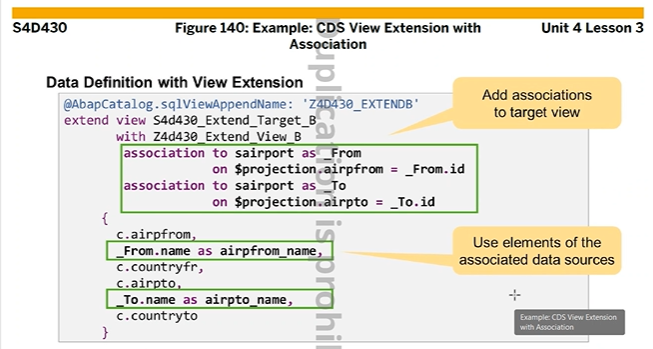 S4D430
Figure 140: Example: CDS View Extension with
Association
Unit 4 Lesson 3
Data Definition with View Extension
@AbapCatalog.sqlViewAppendName: 'Z4D430_EXTENDB'
extend view S4d430_Extend_Target_B
with Z4d430_Extend_View_B
association to sairport as _From
on $projection.airpfrom = _From.id
association to sairport as _To
on $projection.airpto = _To.id
{
c.airpfrom,
_From.name as airpfrom_name,
c.countryfr,
c.airpto,
_To.name as airpto_name,
c.countryto
}
Add associations
to target view
Use elements of the
associated data sources
Example: CDS View Extension
with Association